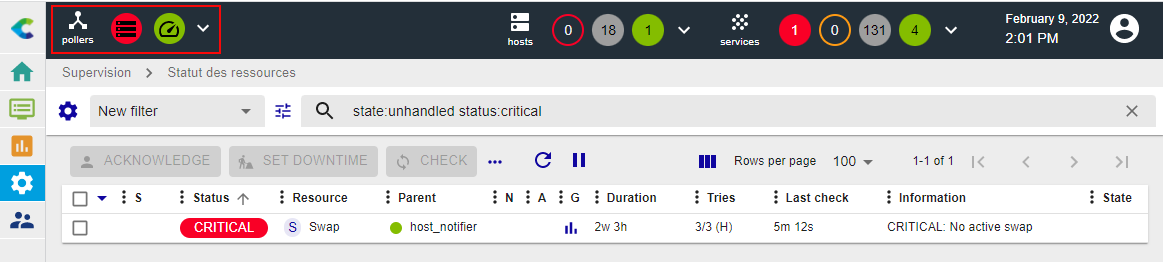 pollers
hosts 0 18 1
services 1 0 131 4
February 9, 2022
2:01 PM
Supervision > Statut des ressources
New filter state:unhandled status:critical
ACKNOWLEDGE SET DOWNTIME CHECK Rows per page 100 1-1 of 1
S Status Resource Parent N A G Duration Tries Last check Information State
CRITICAL S Swap host_notifier 2w 3h 3/3 (H) 5m 12s CRITICAL: No active swap